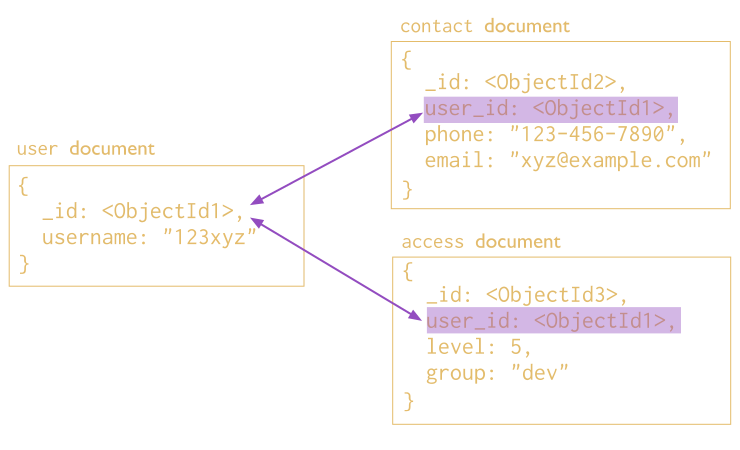 contact document
{
_id: <ObjectId2>,
user_id: <ObjectId1>,
phone: "123-456-7890",
email: "xyz@example.com"
}
user document
{
_id: <ObjectId1>,
username: "123xyz"
}
access document
{
_id: <ObjectId3>,
user_id: <ObjectId1>,
level: 5,
group: "dev"
}